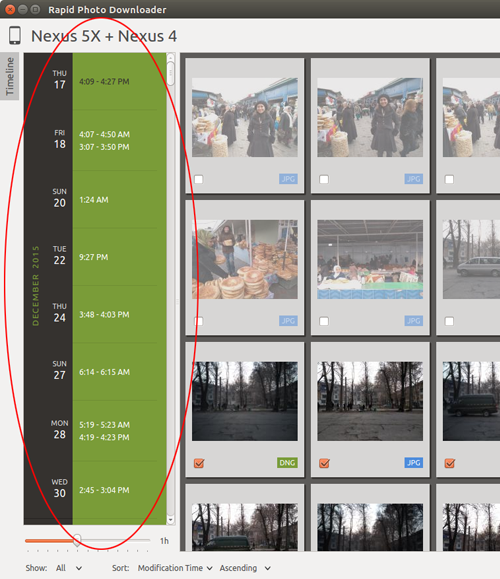 Rapid Photo Downloader
Nexus 5X + Nexus 4
Timeline
DECEMBER 2015
THU
17
4:09 - 4:27 PM
FRI
18
4:07 - 4:50 AM
3:07 - 3:50 PM
SUN
20
1:24 AM
TUE
22
9:27 PM
THU
24
3:48 - 4:03 PM
SUN
27
6:14 - 6:15 AM
MON
28
5:19 - 5:23 AM
4:19 - 4:23 PM
WED
30
2:45 - 3:04 PM
JPG
JPG
JPG
JPG
DNG
JPG
1h
Show: All Sort: Modification Time Ascending